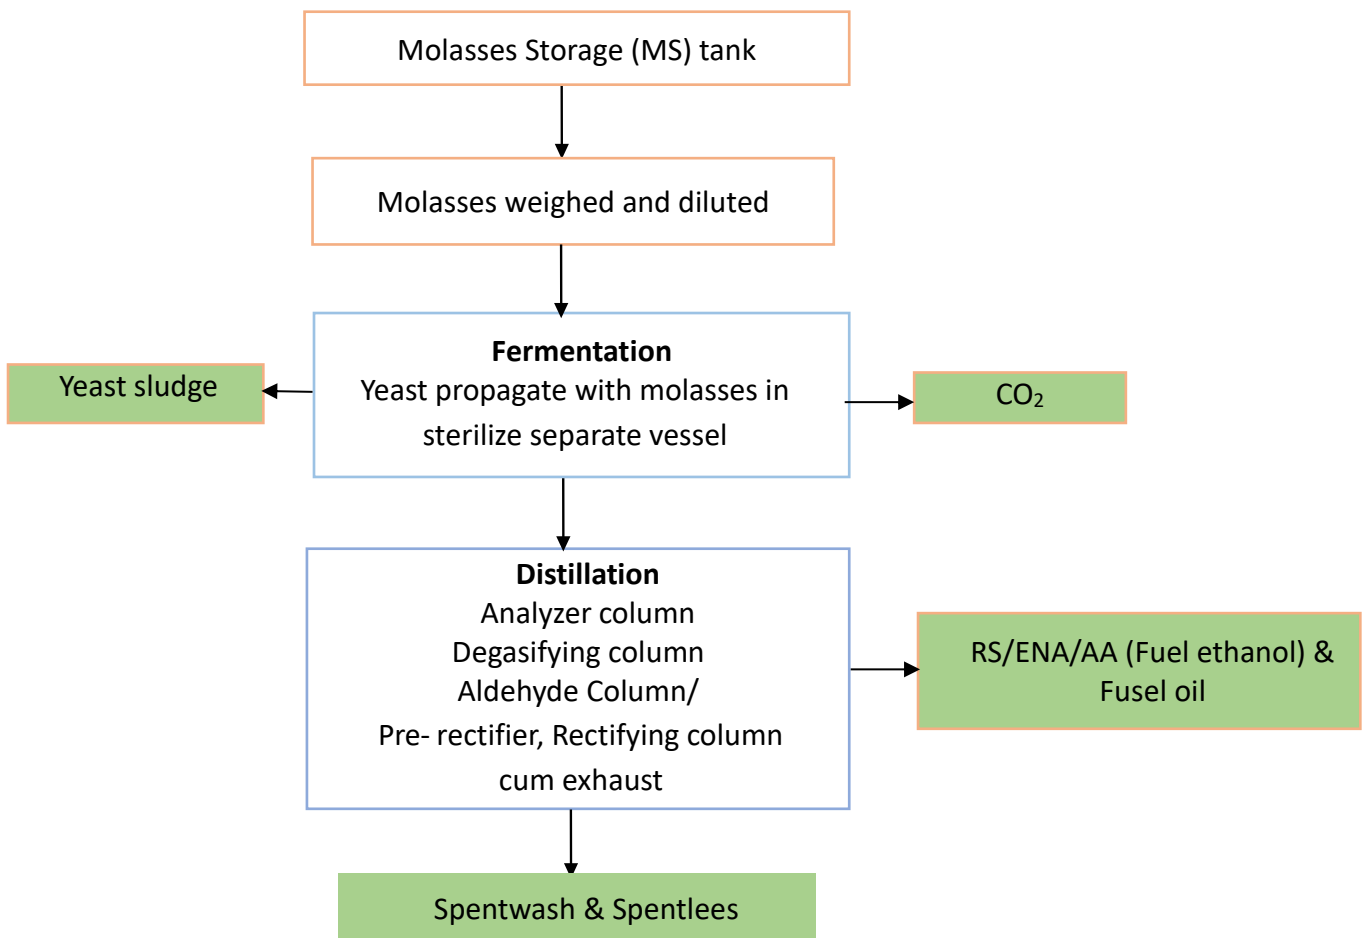 Molasses Storage (MS) tank
Molasses weighed and diluted
Fermentation
Yeast propagate with molasses in
sterilize separate vessel
Yeast sludge
CO₂
Distillation
Analyzer column
Degasifying column
Aldehyde Column/
Pre- rectifier, Rectifying column
cum exhaust
RS/ENA/AA (Fuel ethanol) &
Fusel oil
Spentwash & Spentlees